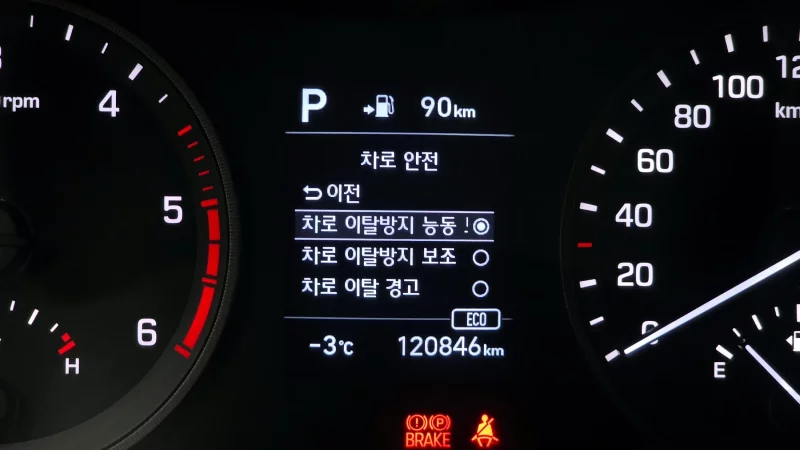 rpm
4
5
6
H
P 90km
차로 안전
이전
차로 이탈방지 능동 !
차로 이탈방지 보조
차로 이탈 경고
ECO
-3℃ 120846km
P
BRAKE
12
100
km
80
60
40
20
0
E